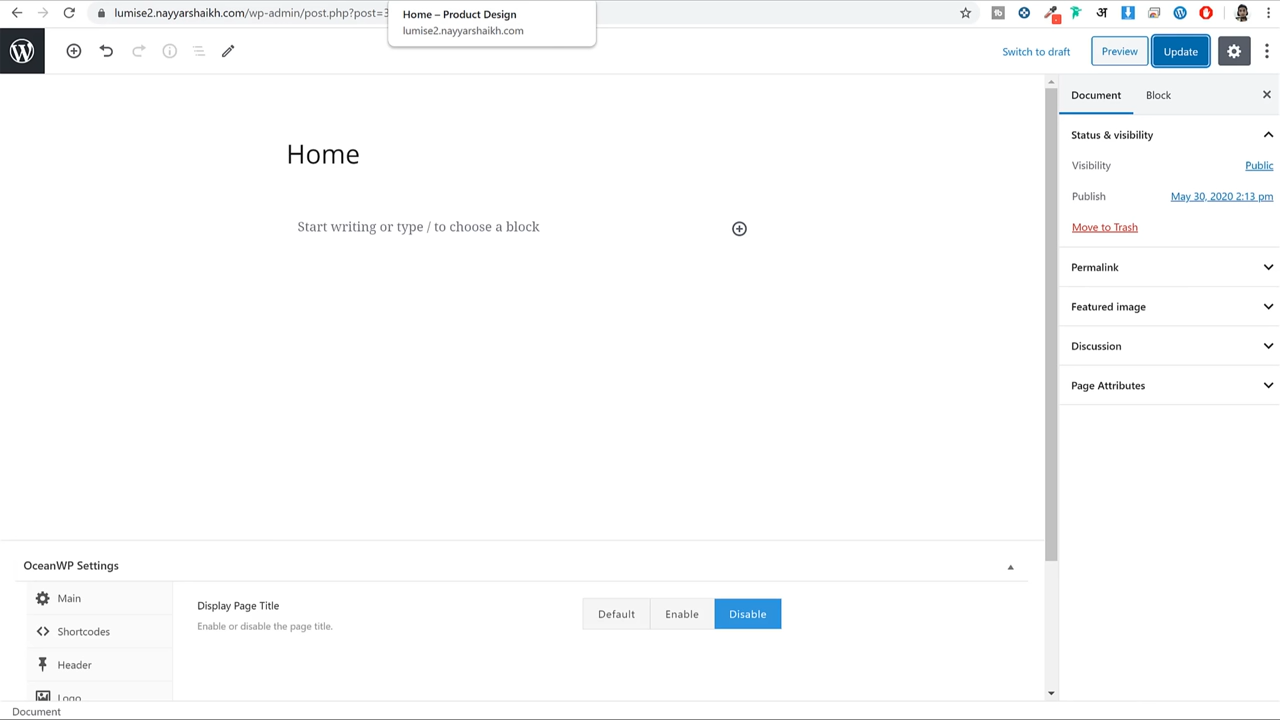 Home – Product Design
lumise2.nayyarshaikh.com
lumise2.nayyarshaikh.com/wp-admin/post.php?post=3
Switch to draft
Preview
Update
Document
Block
Status & visibility
Visibility
Public
Publish
May 30, 2020 2:13 pm
Move to Trash
Permalink
Featured image
Discussion
Page Attributes
Home
Start writing or type / to choose a block
OceanWP Settings
Main
Shortcodes
Header
Logo
Display Page Title
Enable or disable the page title.
Default
Enable
Disable
Document